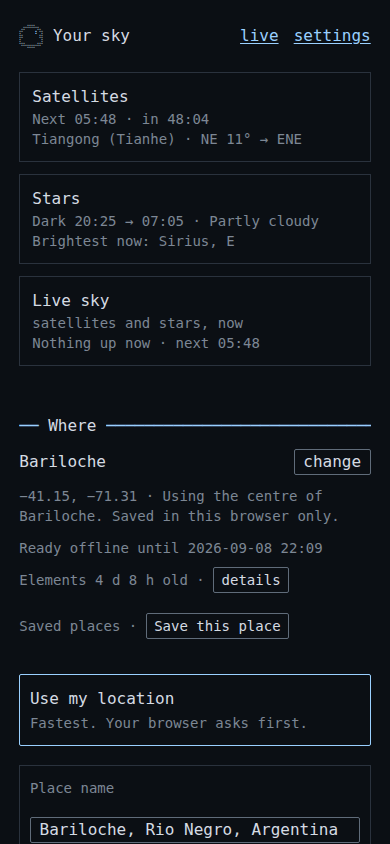 Your sky live settings
Satellites
Next 05:48 · in 48:04
Tiangong (Tianhe) · NE 11° → ENE
Stars
Dark 20:25 → 07:05 · Partly cloudy
Brightest now: Sirius, E
Live sky
satellites and stars, now
Nothing up now · next 05:48
Where
Bariloche change
−41.15, −71.31 · Using the centre of
Bariloche. Saved in this browser only.
Ready offline until 2026-09-08 22:09
Elements 4 d 8 h old · details
Saved places · Save this place
Use my location
Fastest. Your browser asks first.
Place name
Bariloche, Rio Negro, Argentina